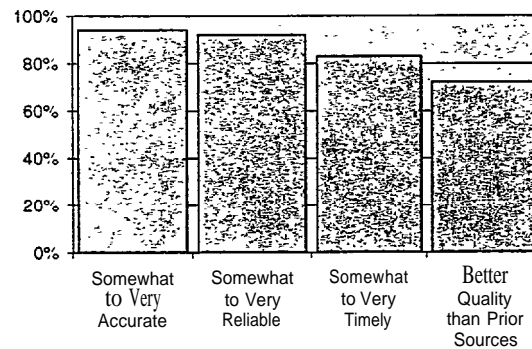 100%
80%
60%
40%
20%
0%
Somewhat
to Very
Accurate
Somewhat
to Very
Reliable
Somewhat
to Very
Timely
Better
Quality
than Prior
Sources